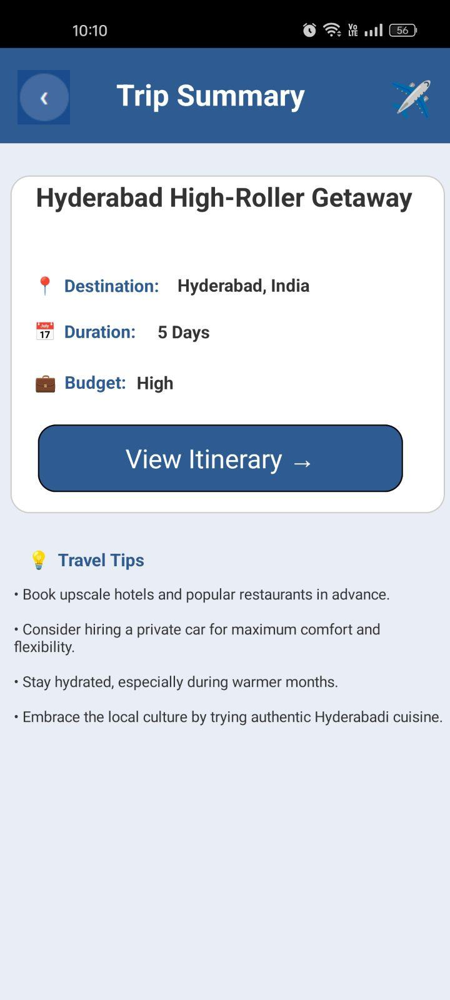 10:10
Vo
LTE
56
‹
Trip Summary
Hyderabad High-Roller Getaway
Destination: Hyderabad, India
July
17
Duration: 5 Days
Budget: High
View Itinerary →
Travel Tips
• Book upscale hotels and popular restaurants in advance.
• Consider hiring a private car for maximum comfort and
flexibility.
• Stay hydrated, especially during warmer months.
• Embrace the local culture by trying authentic Hyderabadi cuisine.